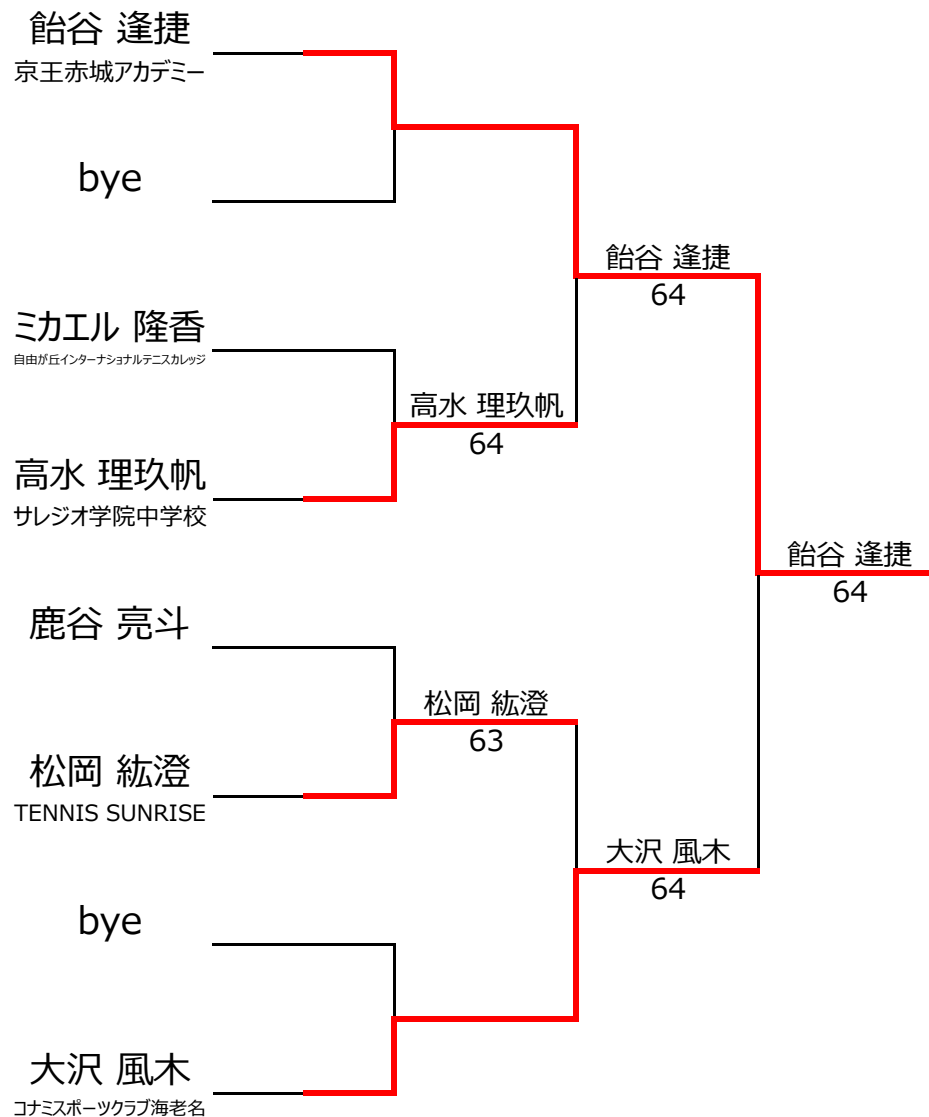 飴谷 逢捷
京王赤城アカデミー
bye
飴谷 逢捷
64
ミカエル 隆香
自由が丘インターナショナルテニスカレッジ
高水 理玖帆
64
高水 理玖帆
サレジオ学院中学校
飴谷 逢捷
64
鹿谷 亮斗
松岡 紘澄
63
松岡 紘澄
TENNIS SUNRISE
大沢 風木
64
bye
大沢 風木
コナミスポーツクラブ海老名